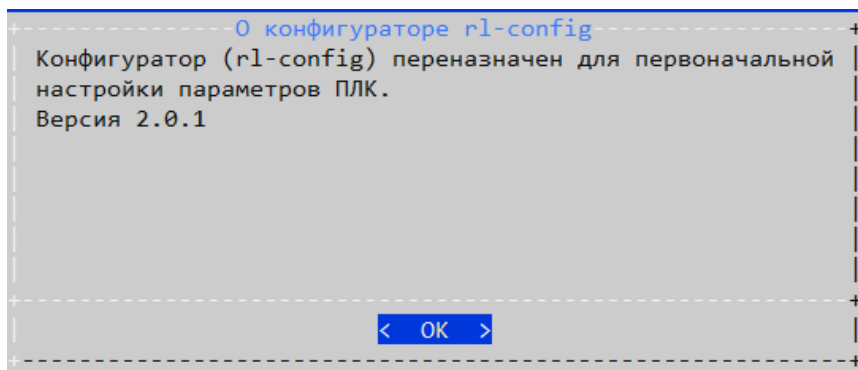 О конфигураторе rl-config
Конфигуратор (rl-config) переназначен для первоначальной
настройки параметров ПЛК.
Версия 2.0.1
< OK >